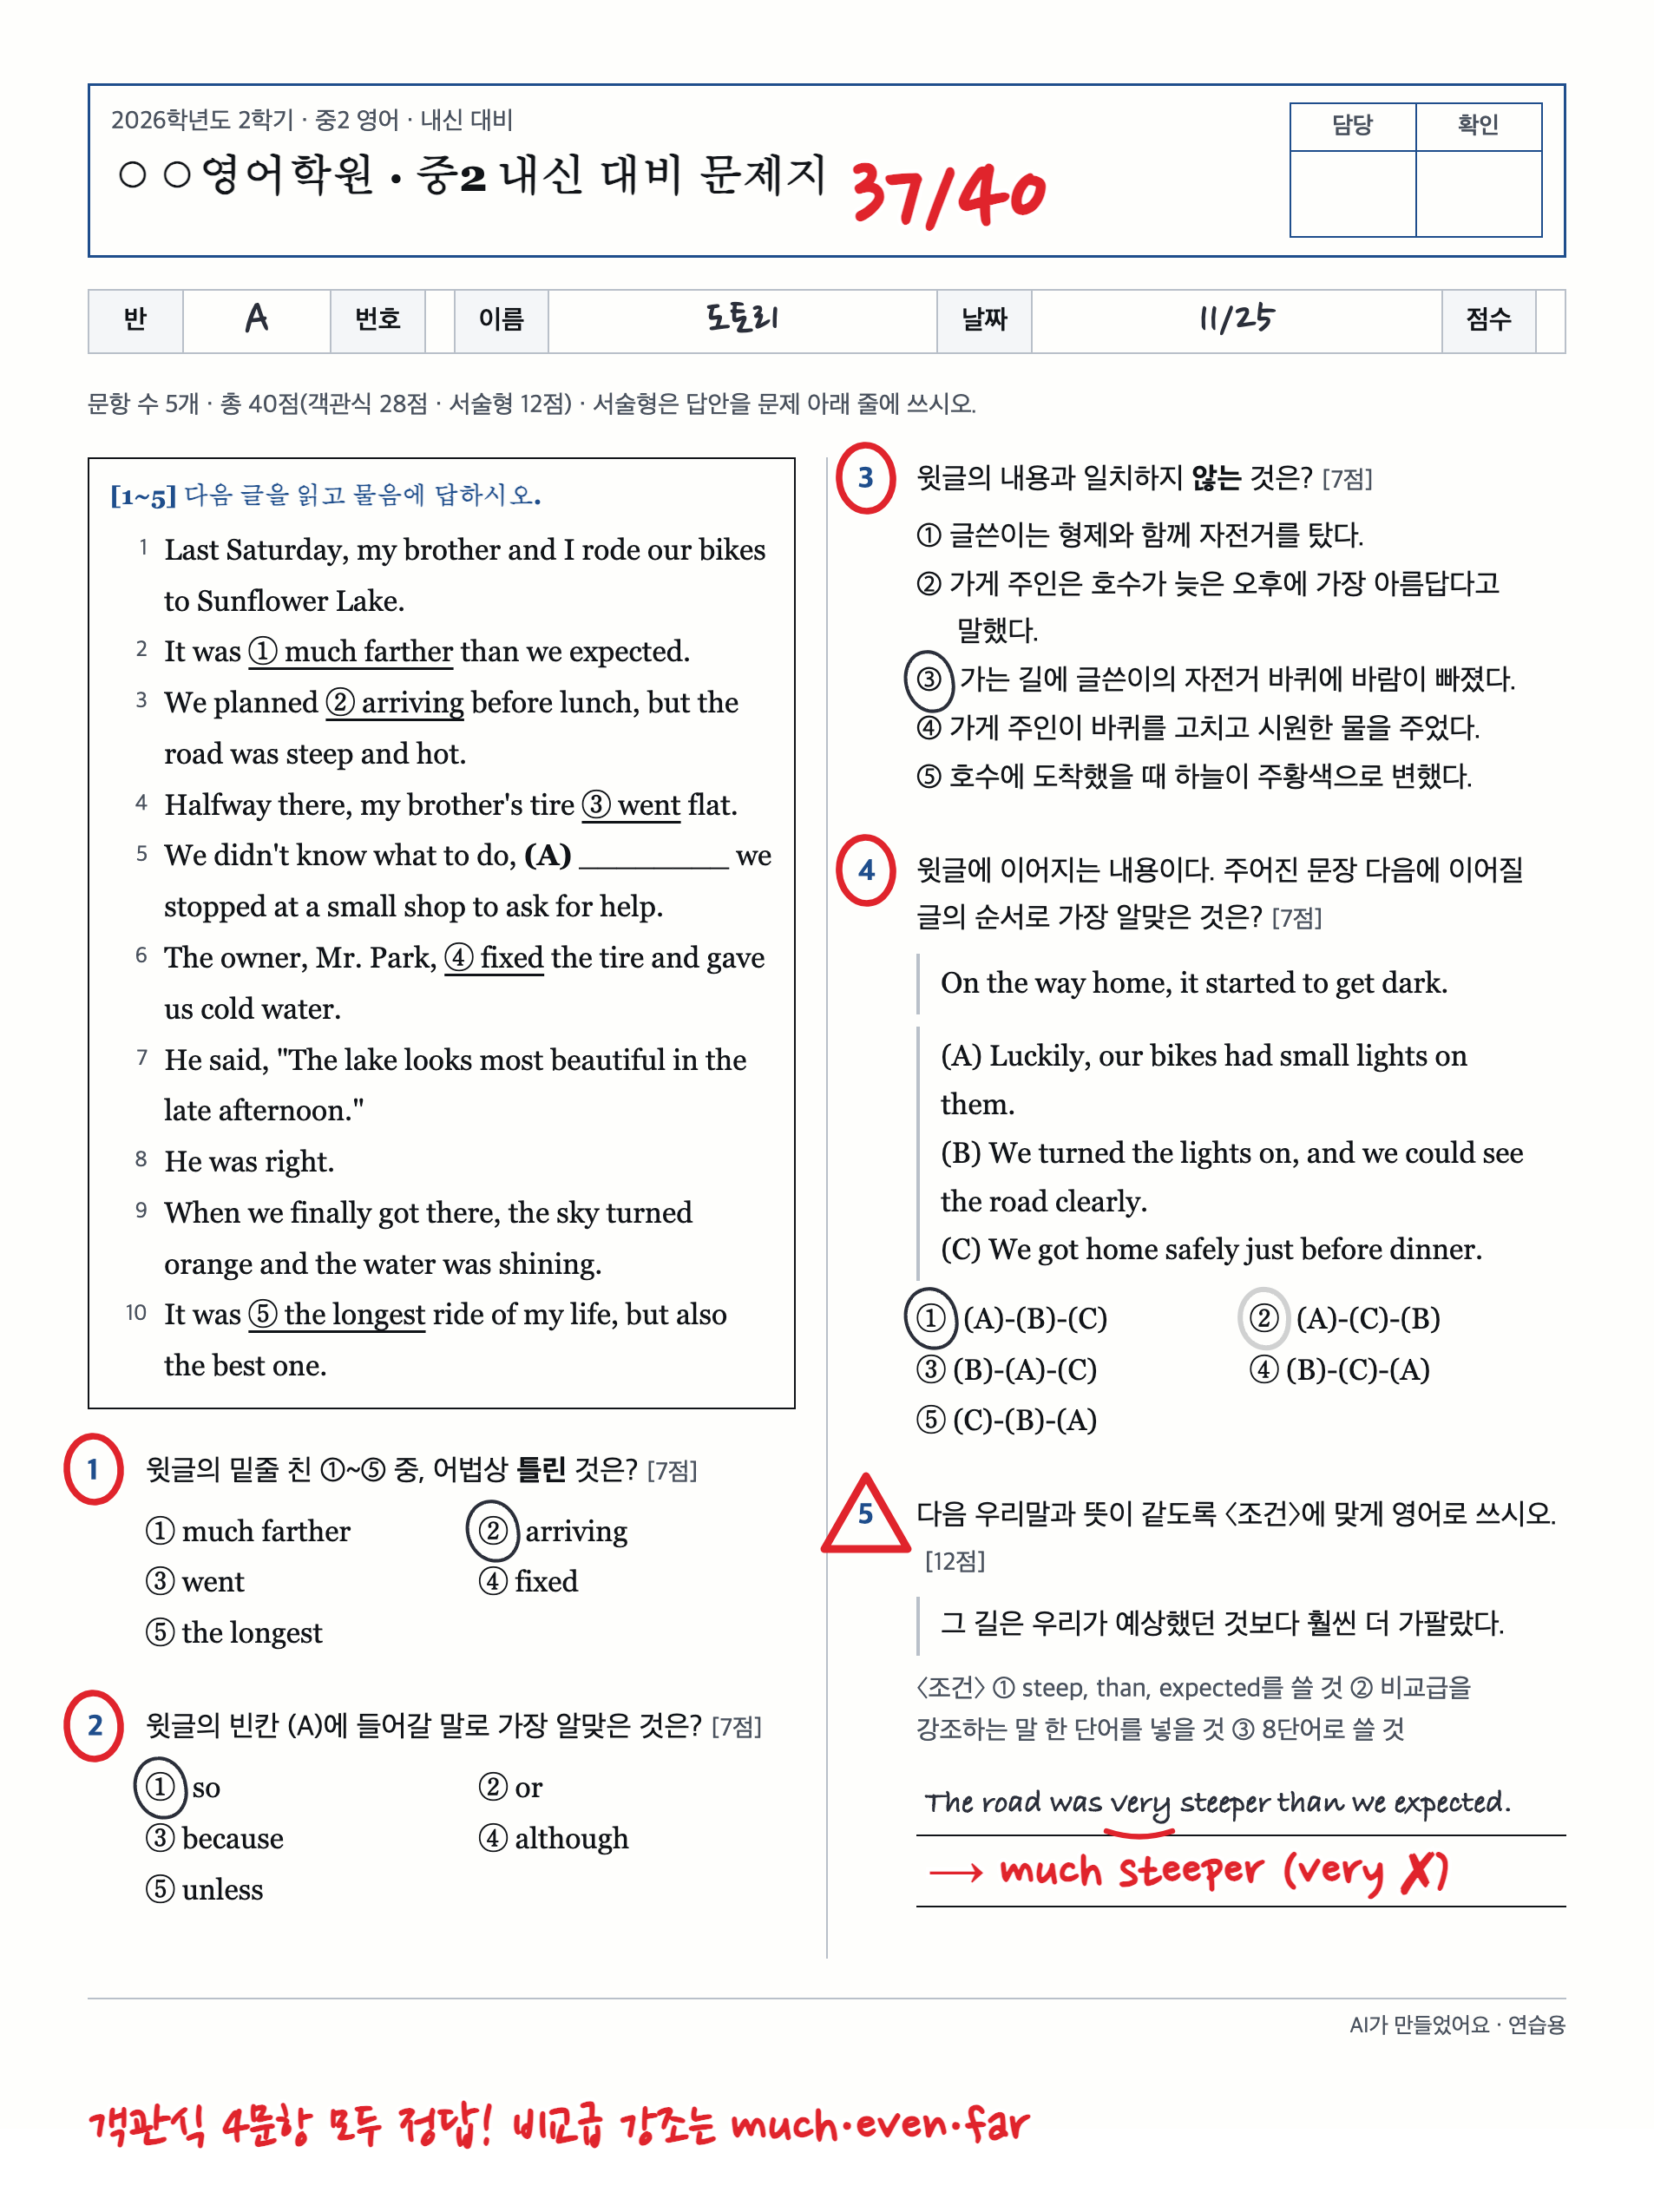 2026학년도 2학기 · 중2 영어 · 내신 대비
○○영어학원 · 중2 내신 대비 문제지 37/40
담당 확인
반 A 번호 이름 도토리 날짜 11/25 점수
문항 수 5개 · 총 40점(객관식 28점 · 서술형 12점) · 서술형은 답안을 문제 아래 줄에 쓰시오.
[1~5] 다음 글을 읽고 물음에 답하시오.
1 Last Saturday, my brother and I rode our bikes
to Sunflower Lake.
2 It was ① much farther than we expected.
3 We planned ② arriving before lunch, but the
road was steep and hot.
4 Halfway there, my brother's tire ③ went flat.
5 We didn't know what to do, (A) __________ we
stopped at a small shop to ask for help.
6 The owner, Mr. Park, ④ fixed the tire and gave
us cold water.
7 He said, "The lake looks most beautiful in the
late afternoon."
8 He was right.
9 When we finally got there, the sky turned
orange and the water was shining.
10 It was ⑤ the longest ride of my life, but also
the best one.
1 윗글의 밑줄 친 ①~⑤ 중, 어법상 틀린 것은? [7점]
① much farther ② arriving
③ went ④ fixed
⑤ the longest
2 윗글의 빈칸 (A)에 들어갈 말로 가장 알맞은 것은? [7점]
① so ② or
③ because ④ although
⑤ unless
3 윗글의 내용과 일치하지 않는 것은? [7점]
① 글쓴이는 형제와 함께 자전거를 탔다.
② 가게 주인은 호수가 늦은 오후에 가장 아름답다고
말했다.
③ 가는 길에 글쓴이의 자전거 바퀴에 바람이 빠졌다.
④ 가게 주인이 바퀴를 고치고 시원한 물을 주었다.
⑤ 호수에 도착했을 때 하늘이 주황색으로 변했다.
4 윗글에 이어지는 내용이다. 주어진 문장 다음에 이어질
글의 순서로 가장 알맞은 것은? [7점]
On the way home, it started to get dark.
(A) Luckily, our bikes had small lights on
them.
(B) We turned the lights on, and we could see
the road clearly.
(C) We got home safely just before dinner.
① (A)-(B)-(C) ② (A)-(C)-(B)
③ (B)-(A)-(C) ④ (B)-(C)-(A)
⑤ (C)-(B)-(A)
5 다음 우리말과 뜻이 같도록 〈조건〉에 맞게 영어로 쓰시오.
[12점]
그 길은 우리가 예상했던 것보다 훨씬 더 가팔랐다.
〈조건〉 ① steep, than, expected를 쓸 것 ② 비교급을
강조하는 말 한 단어를 넣을 것 ③ 8단어로 쓸 것
The road was very steeper than we expected.
→ much steeper (very ✗)
AI가 만들었어요 · 연습용
객관식 4문항 모두 정답! 비교급 강조는 much·even·far